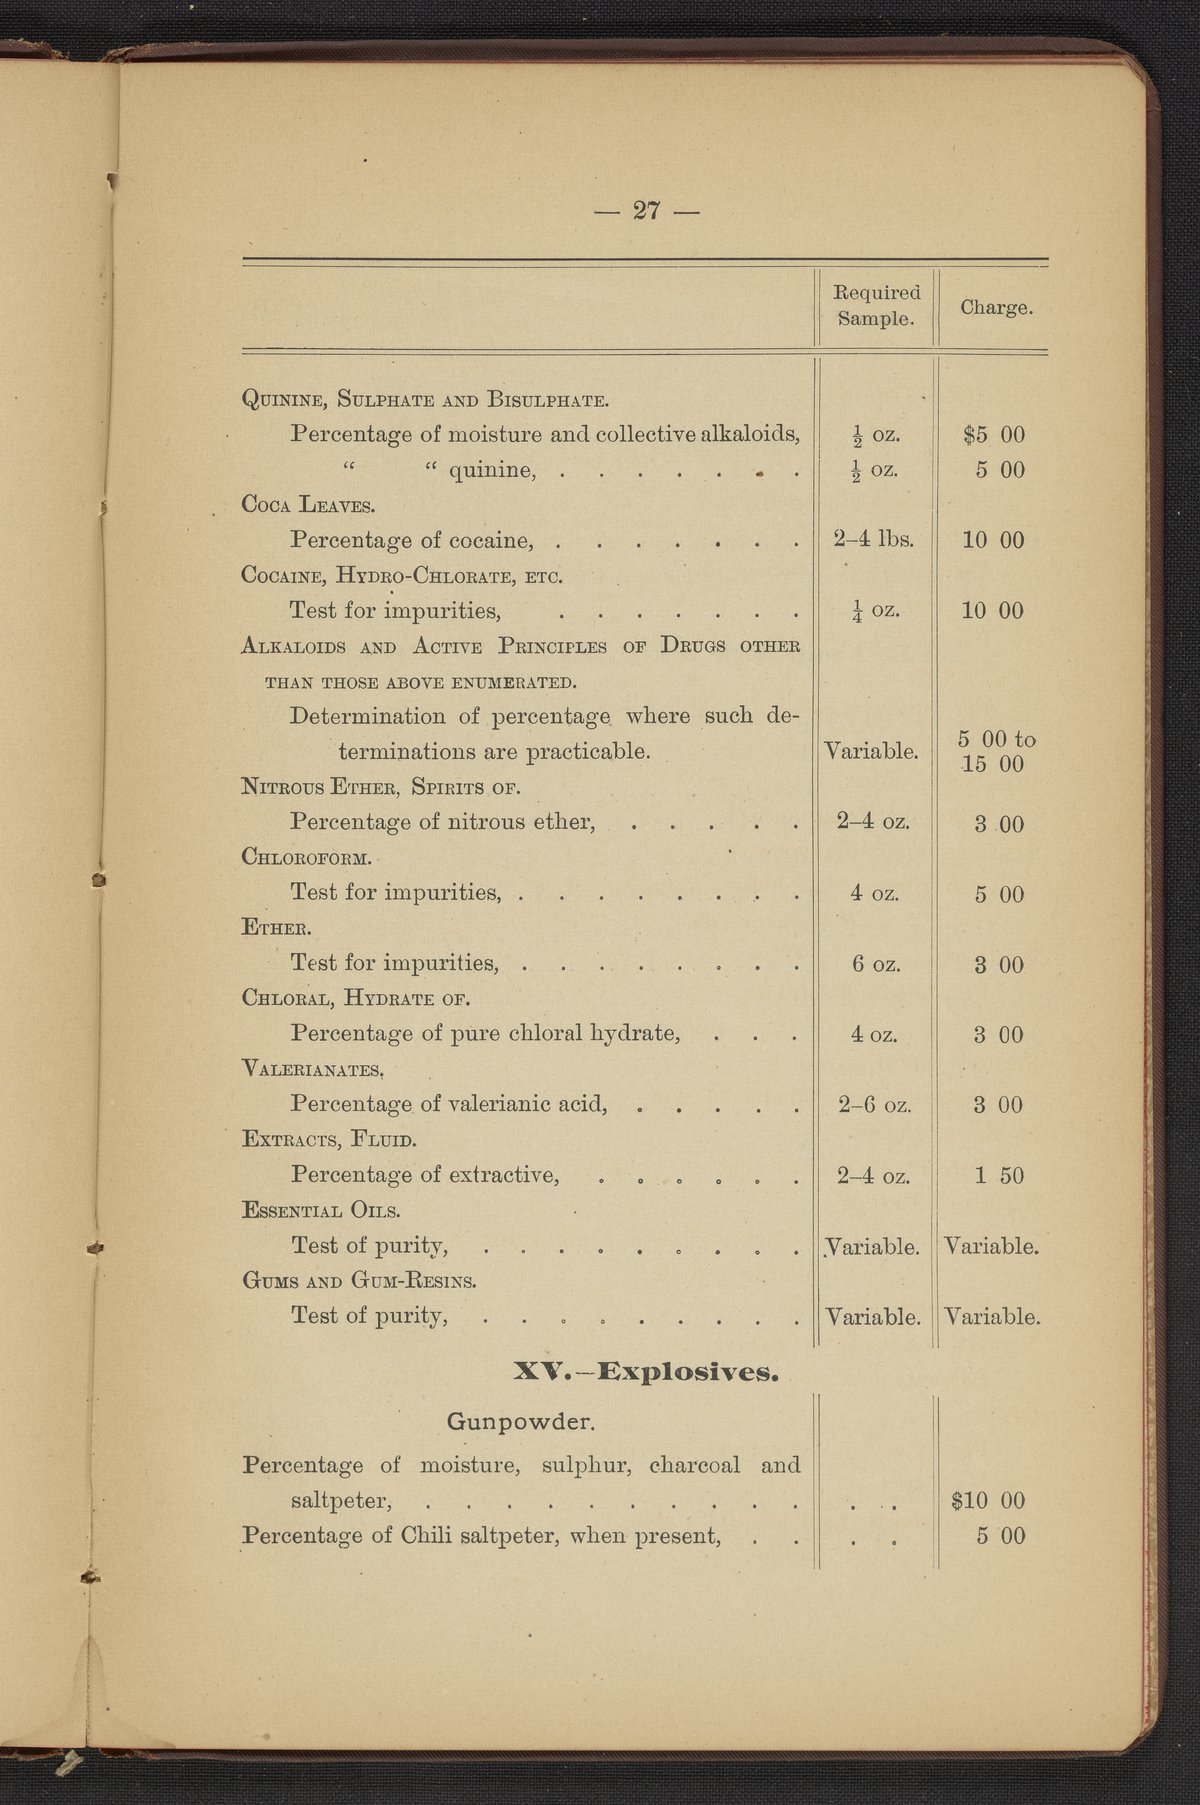 — 27 —
Required Sample. Charge.
Quinine, Sulphate and Bisulphate.
Percentage of moisture and collective alkaloids, ½ oz. $5 00
“ “ quinine, . . . . . . . ½ oz. 5 00
Coca Leaves.
Percentage of cocaine, . . . . . . . 2–4 lbs. 10 00
Cocaine, Hydro-Chlorate, etc.
Test for impurities, . . . . . . . ¼ oz. 10 00
Alkaloids and Active Principles of Drugs other
than those above enumerated.
Determination of percentage where such de-
terminations are practicable. Variable. 5 00 to 15 00
Nitrous Ether, Spirits of.
Percentage of nitrous ether, . . . . . 2–4 oz. 3 00
Chloroform.
Test for impurities, . . . . . . . . 4 oz. 5 00
Ether.
Test for impurities, . . . . . . . . 6 oz. 3 00
Chloral, Hydrate of.
Percentage of pure chloral hydrate, . . . 4 oz. 3 00
Valerianates.
Percentage of valerianic acid, . . . . . 2–6 oz. 3 00
Extracts, Fluid.
Percentage of extractive, . . . . . . 2–4 oz. 1 50
Essential Oils.
Test of purity, . . . . . . . . . Variable. Variable.
Gums and Gum-Resins.
Test of purity, . . . . . . . . . Variable. Variable.
XV.–Explosives.
Gunpowder.
Percentage of moisture, sulphur, charcoal and
saltpeter, . . . . . . . . . . . . $10 00
Percentage of Chili saltpeter, when present, . . . . 5 00